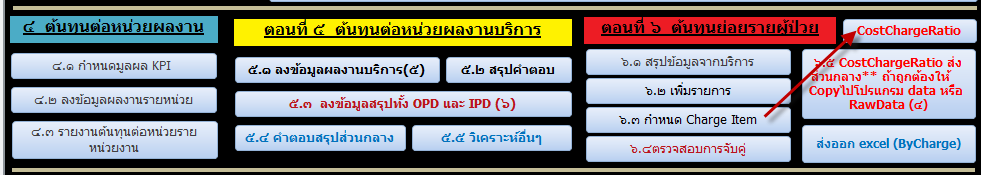 ๔ ต้นทุนต่อหน่วยผลงาน
๔.๑ กำหนดมูลผล KPI
๔.๒ ลงข้อมูลผลงานรายหน่วย
๔.๓ รายงานต้นทุนต่อหน่วยราย
หน่วยงาน
ตอนที่ ๕ ต้นทุนต่อหน่วยผลงานบริการ
๕.๑ ลงข้อมูลผลงานบริการ(๕)
๕.๒ สรุปคำตอบ
๕.๓ ลงข้อมูลสรุปทั้ง OPD และ IPD (๖)
๕.๔ คำตอบสรุปส่วนกลาง
๕.๕ วิเคราะห์อื่นๆ
ตอนที่ ๖ ต้นทุนย่อยรายผู้ป่วย
๖.๑ สรุปข้อมูลจากบริการ
๖.๒ เพิ่มรายการ
๖.๓ กำหนด Charge Item
๖.๔ตรวจสอบการจับคู่
CostChargeRatio
๖.๕ CostChargeRatio ส่ง
ส่วนกลาง** ถ้าถูกต้องให้
Copyไปโปรแกรม data หรือ
RawData (๔)
ส่งออก excel (ByCharge)